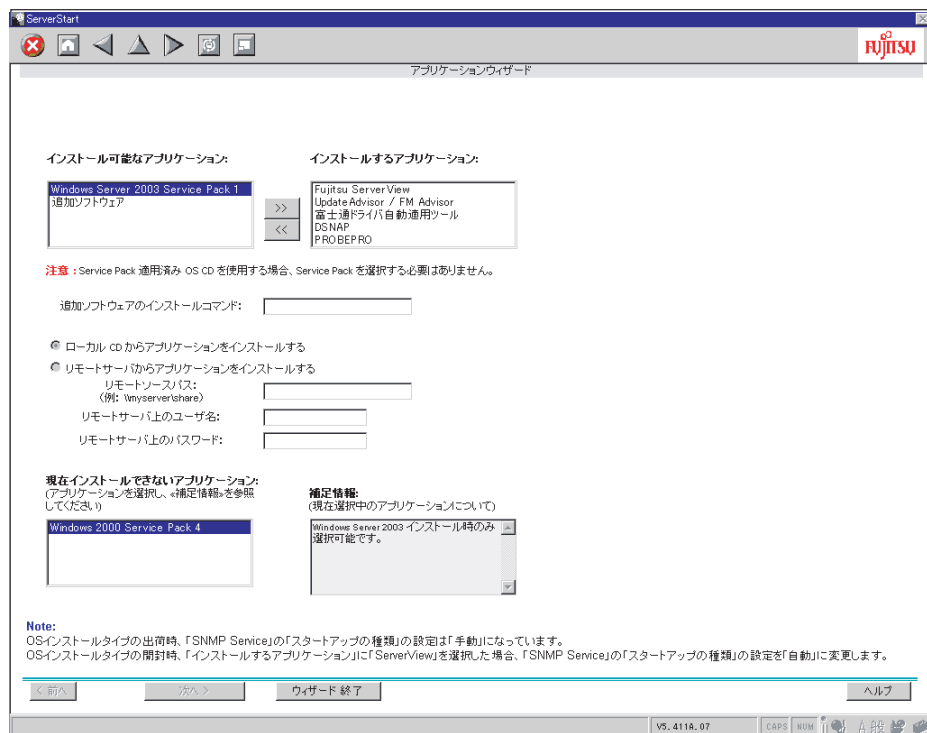 ServerStart
FUJITSU
アプリケーションウィザード
インストール可能なアプリケーション:
インストールするアプリケーション:
Windows Server 2003 Service Pack 1
追加ソフトウェア
>>
<<
Fujitsu ServerView
UpdateAdvisor / FM Advisor
富士通ドライバ自動適用ツール
DSNAP
PROBEPRO
注意 : Service Pack 適用済み OS CD を使用する場合、Service Pack を選択する必要はありません。
追加ソフトウェアのインストールコマンド:
ローカル CD からアプリケーションをインストールする
リモートサーバからアプリケーションをインストールする
リモートソースパス:
(例: \\myserver\share)
リモートサーバ上のユーザ名:
リモートサーバ上のパスワード:
現在インストールできないアプリケーション:
(アプリケーションを選択し、«補足情報»を参照
してください)
Windows 2000 Service Pack 4
補足情報:
(現在選択中のアプリケーションについて)
Windows Server 2003 インストール時のみ
選択可能です。
Note:
OSインストールタイプの出荷時、「SNMP Service」の「スタートアップの種類」の設定は「手動」になっています。
OSインストールタイプの開封時、「インストールするアプリケーション」に「ServerView」を選択した場合、「SNMP Service」の「スタートアップの種類」の設定を「自動」に変更します。
< 前へ
次へ >
ウィザード 終了
ヘルプ
V5.411A.07
CAPS
NUM
A 般